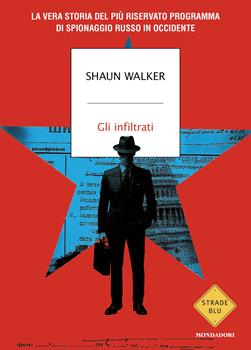 LA VERA STORIA DEL PIÙ RISERVATO PROGRAMMA
DI SPIONAGGIO RUSSO IN OCCIDENTE
SHAUN WALKER
Gli infiltrati
STRADE
BLU
MONDADORI